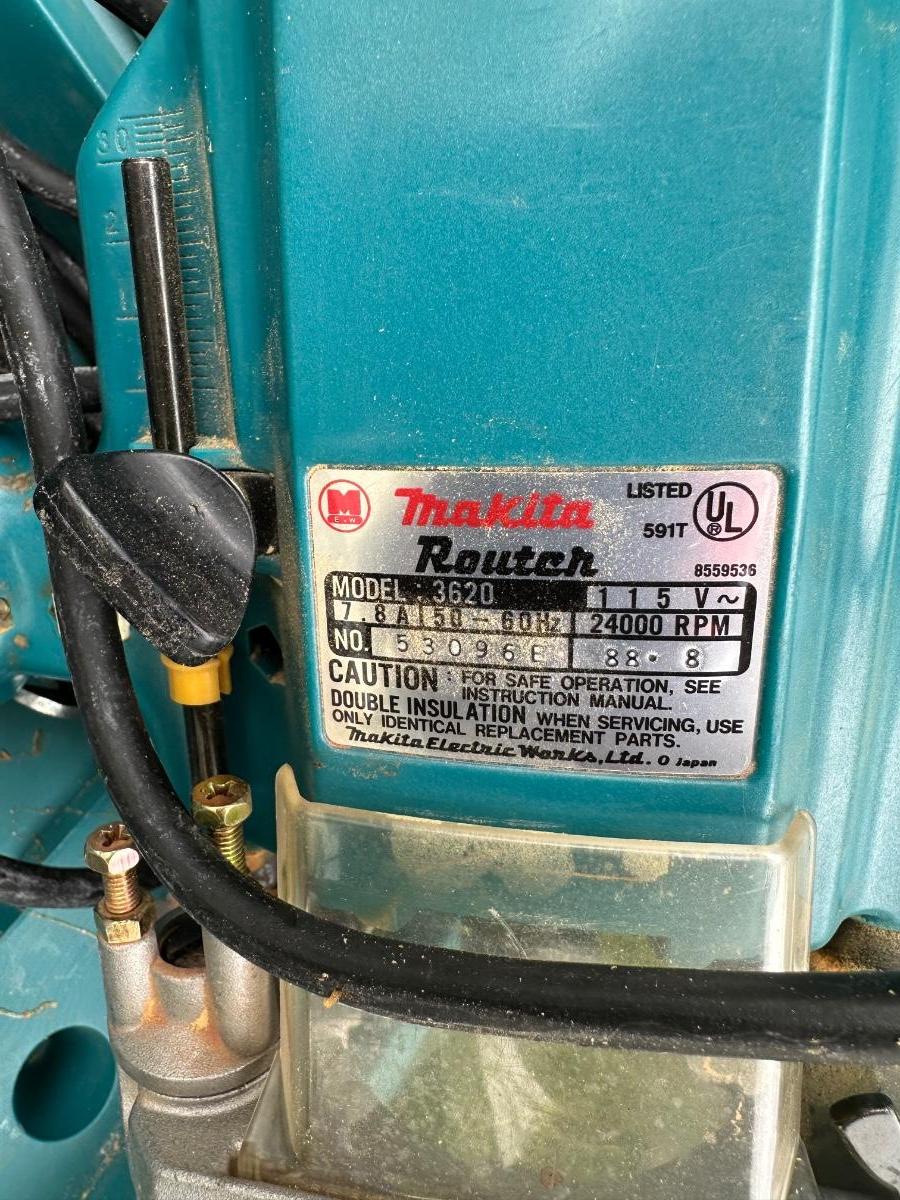 30
2
M
E.W
Makita
LISTED
UL
®
591T
Router
8559536
MODEL 3620 115 V~
7.8A 50-60Hz 24000 RPM
NO. 53096E 88.8
CAUTION : FOR SAFE OPERATION, SEE
INSTRUCTION MANUAL.
DOUBLE INSULATION WHEN SERVICING, USE
ONLY IDENTICAL REPLACEMENT PARTS.
Makita Electric Works, Ltd. O Japan